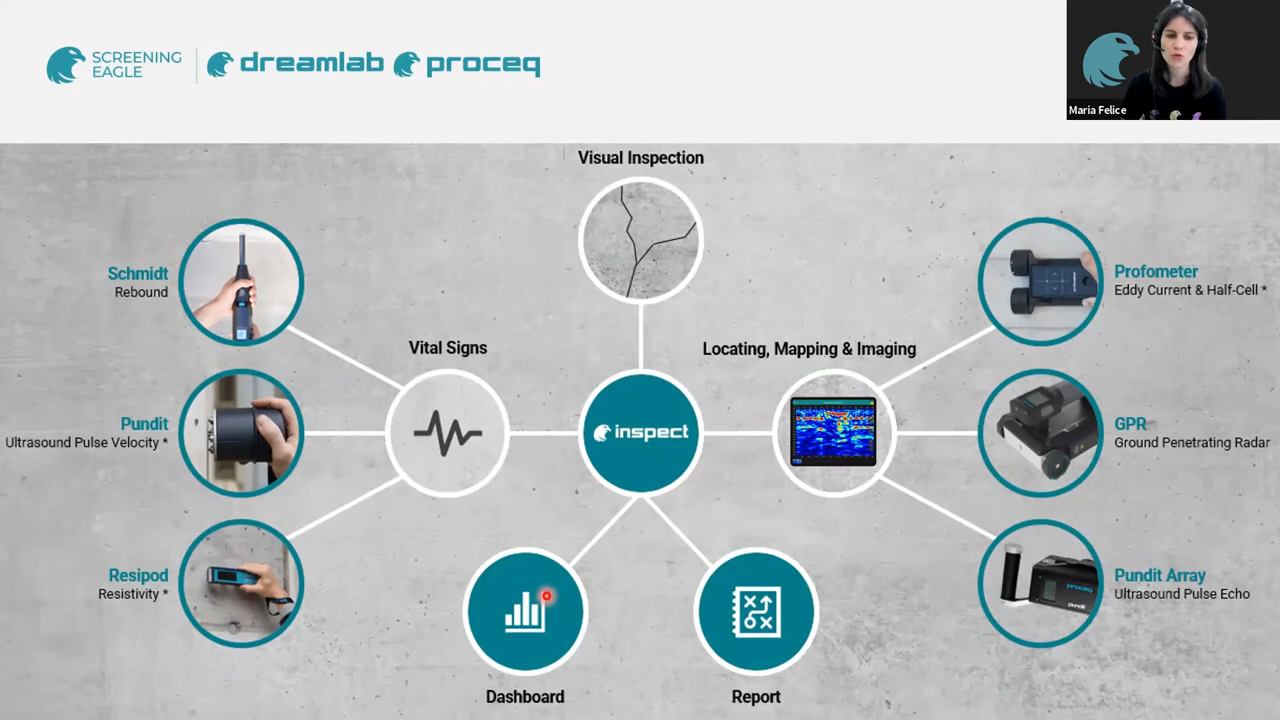 SCREENING
EAGLE
dreamlab proceq
Maria Felice
Visual Inspection
Schmidt
Rebound
Profometer
Eddy Current & Half-Cell *
Vital Signs
Locating, Mapping & Imaging
Pundit
Ultrasound Pulse Velocity *
inspect
GPR
Ground Penetrating Radar
Resipod
Resistivity *
Pundit Array
Ultrasound Pulse Echo
proceq
pundit
Dashboard
Report